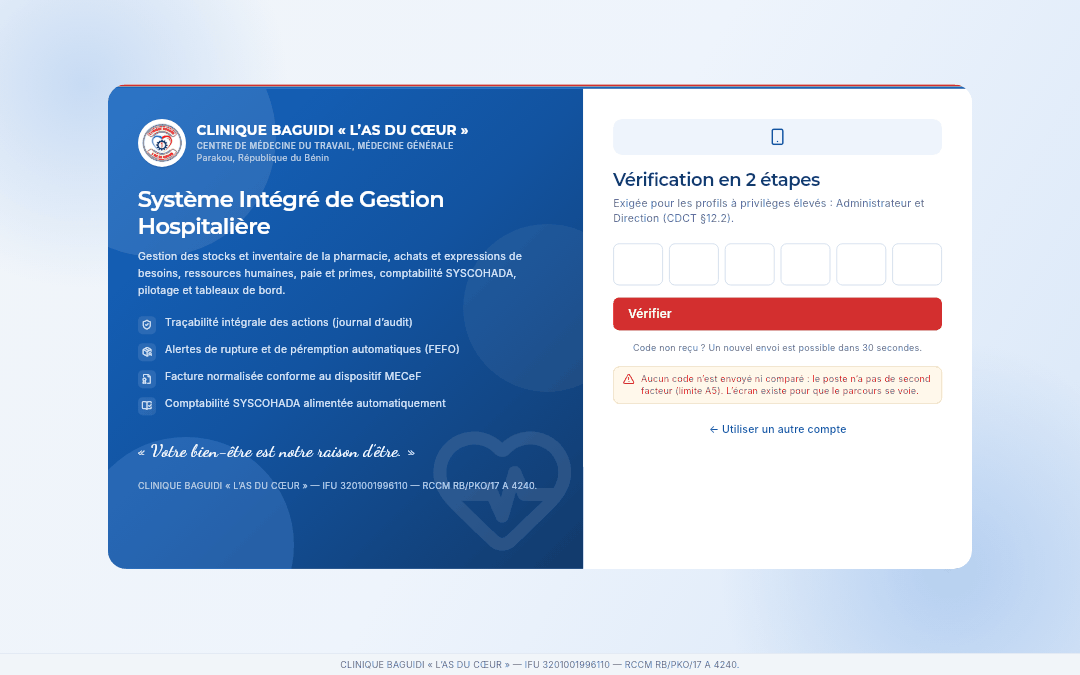 CLINIQUE BAGUIDI « L’AS DU CŒUR »
CENTRE DE MÉDECINE DU TRAVAIL, MÉDECINE GÉNÉRALE
Parakou, République du Bénin
Système Intégré de Gestion
Hospitalière
Gestion des stocks et inventaire de la pharmacie, achats et expressions de
besoins, ressources humaines, paie et primes, comptabilité SYSCOHADA,
pilotage et tableaux de bord.
Traçabilité intégrale des actions (journal d’audit)
Alertes de rupture et de péremption automatiques (FEFO)
Facture normalisée conforme au dispositif MECeF
Comptabilité SYSCOHADA alimentée automatiquement
« Votre bien-être est notre raison d’être. »
CLINIQUE BAGUIDI « L’AS DU CŒUR » — IFU 3201001996110 — RCCM RB/PKO/17 A 4240.
Vérification en 2 étapes
Exigée pour les profils à privilèges élevés : Administrateur et
Direction (CDCT §12.2).
Vérifier
Code non reçu ? Un nouvel envoi est possible dans 30 secondes.
Aucun code n’est envoyé ni comparé : le poste n’a pas de second
facteur (limite A5). L’écran existe pour que le parcours se voie.
← Utiliser un autre compte
CLINIQUE BAGUIDI « L’AS DU CŒUR » — IFU 3201001996110 — RCCM RB/PKO/17 A 4240.